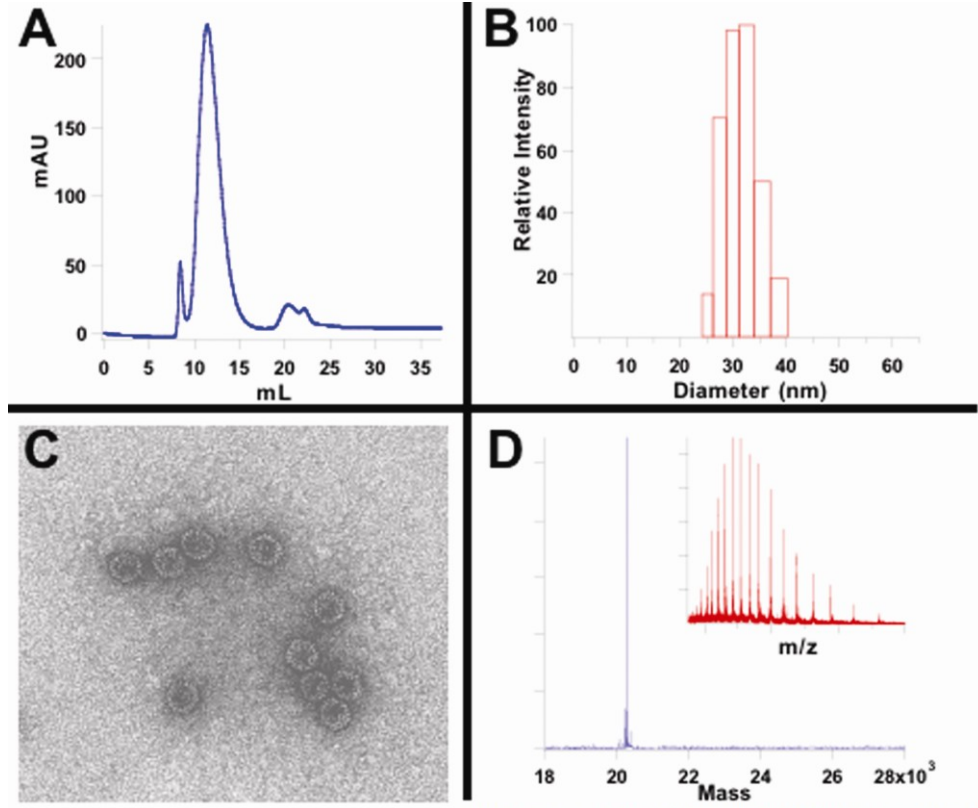 A
200
150
100
50
0
mAU
0 5 10 15 20 25 30 35
mL
B
100
80
60
40
20
Relative Intensity
0 10 20 30 40 50 60
Diameter (nm)
C
D
m/z
18 20 22 24 26 28x10³
Mass